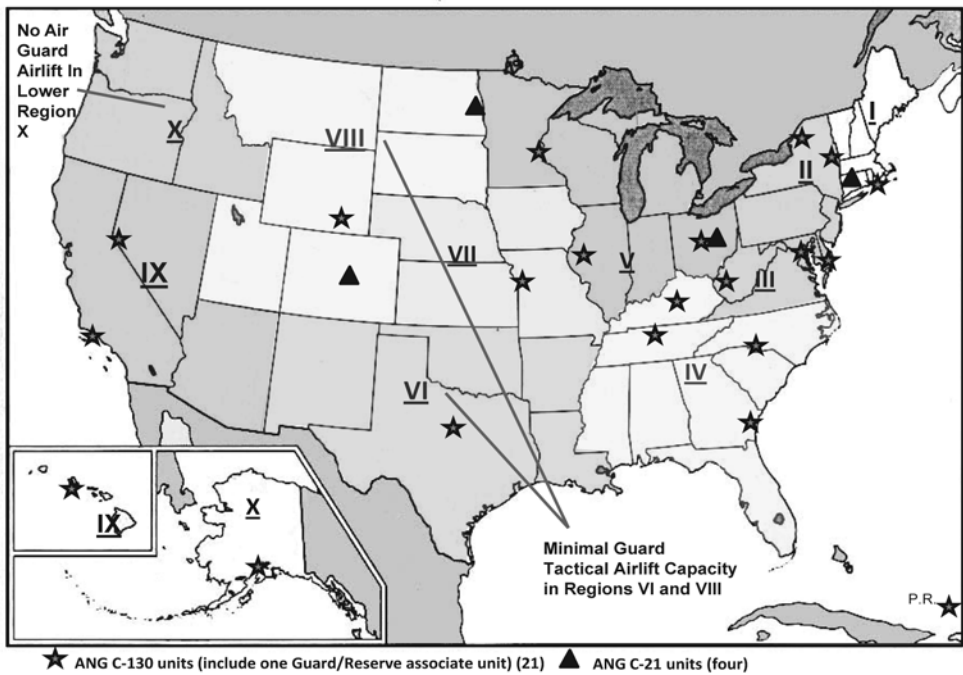 No Air
Guard
Airlift In
Lower
Region
X
X
VIII
I
II
VII
V
III
IX
IV
VI
IX
X
Minimal Guard
Tactical Airlift Capacity
in Regions VI and VIII
P.R.
ANG C-130 units (include one Guard/Reserve associate unit) (21)
ANG C-21 units (four)